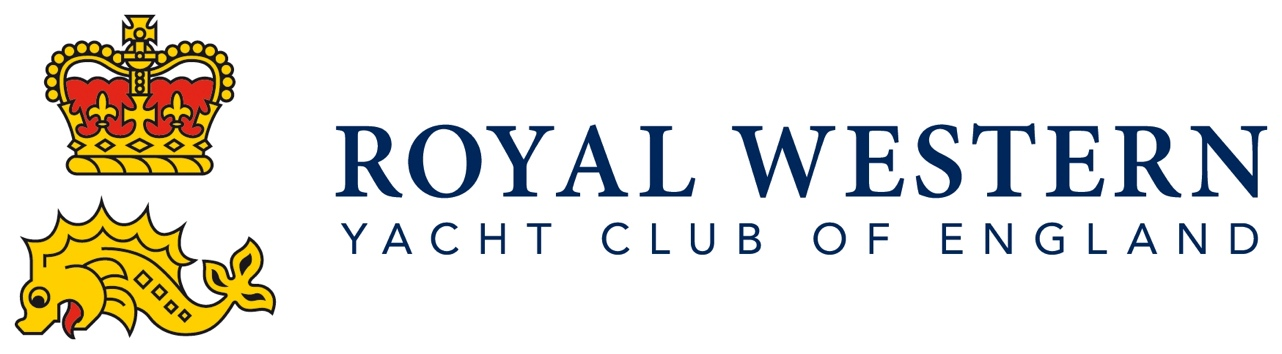 ROYAL WESTERN
YACHT CLUB OF ENGLAND